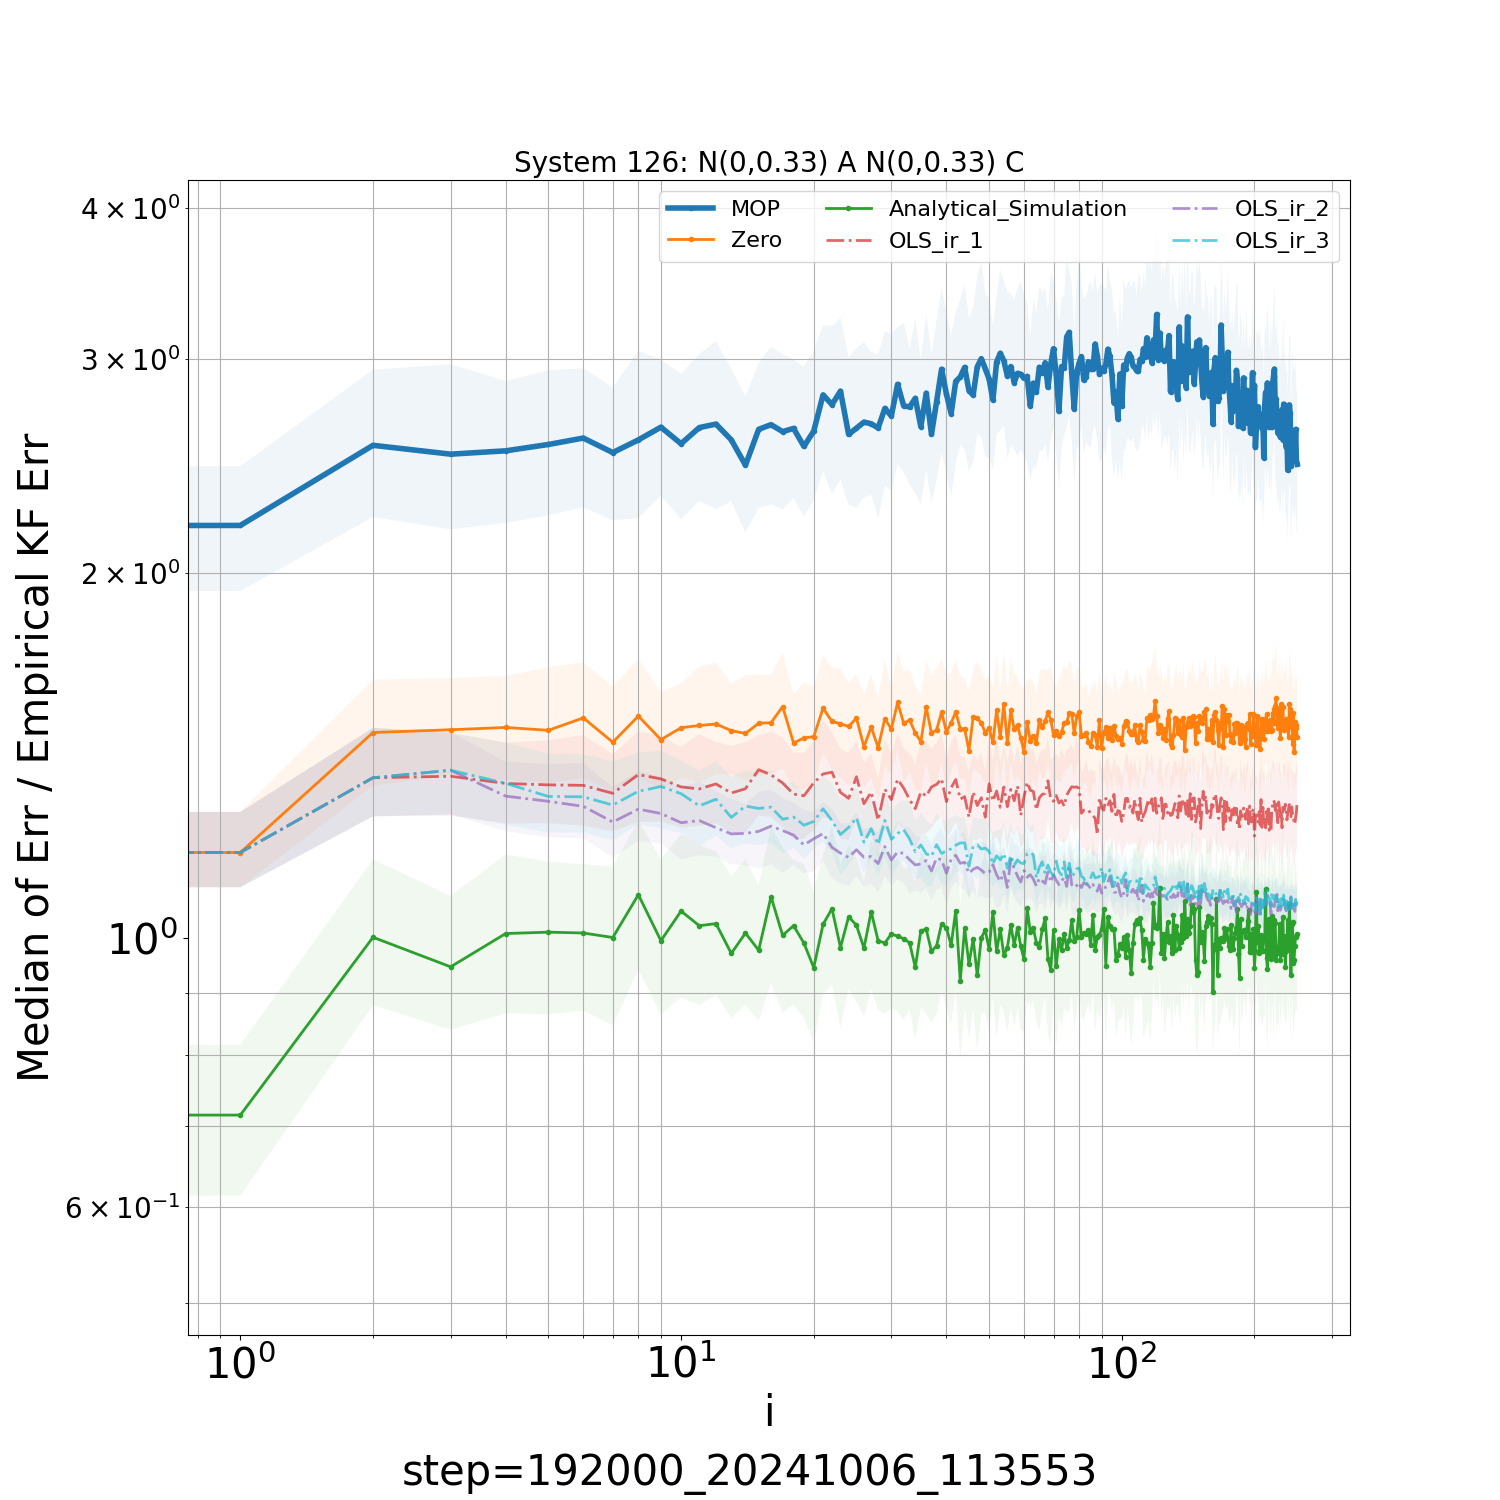 System 126: N(0,0.33) A N(0,0.33) C
MOP
Zero
Analytical_Simulation
OLS_ir_1
OLS_ir_2
OLS_ir_3
4 × 10⁰
3 × 10⁰
2 × 10⁰
10⁰
6 × 10⁻¹
Median of Err / Empirical KF Err
10⁰ 10¹ 10²
i
step=192000_20241006_113553